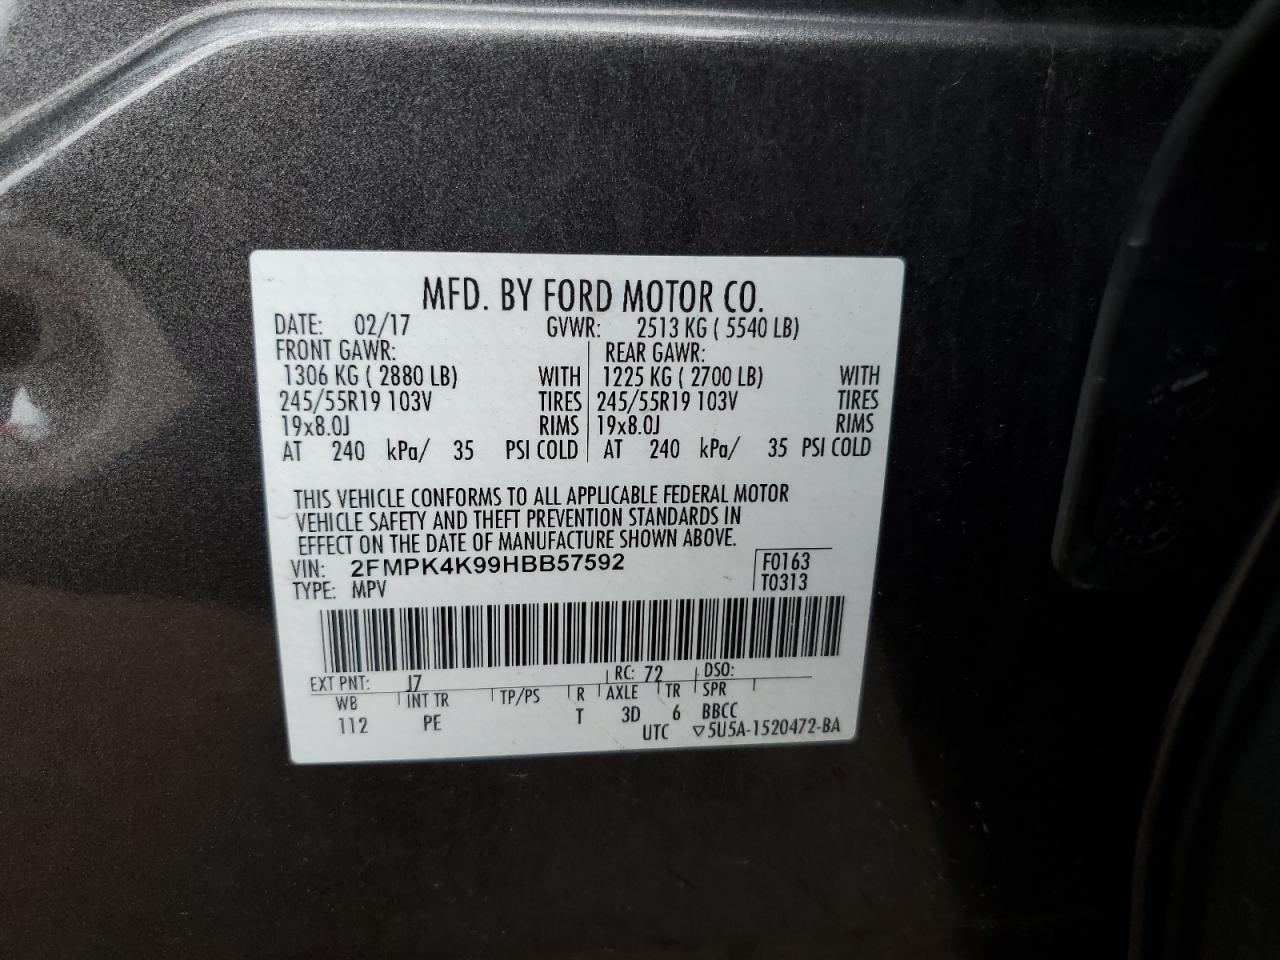 MFD. BY FORD MOTOR CO.
DATE: 02/17 GVWR: 2513 KG ( 5540 LB)
FRONT GAWR: REAR GAWR:
1306 KG ( 2880 LB) WITH 1225 KG ( 2700 LB) WITH
245/55R19 103V TIRES 245/55R19 103V TIRES
19x8.0J RIMS 19x8.0J RIMS
AT 240 kPa/ 35 PSI COLD AT 240 kPa/ 35 PSI COLD
THIS VEHICLE CONFORMS TO ALL APPLICABLE FEDERAL MOTOR
VEHICLE SAFETY AND THEFT PREVENTION STANDARDS IN
EFFECT ON THE DATE OF MANUFACTURE SHOWN ABOVE.
VIN: 2FMPK4K99HBB57592 F0163
TYPE: MPV T0313
EXT PNT: J7 RC: 72 DSO:
WB INT TR TP/PS R AXLE TR SPR
112 PE T 3D 6 BBCC
UTC ▽5U5A-1520472-BA